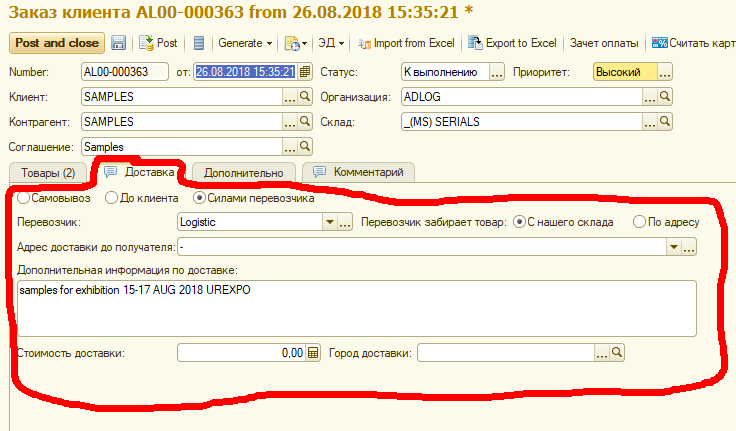 Заказ клиента AL00-000363 from 26.08.2018 15:35:21 *
Post and close Post Generate ЭД Import from Excel Export to Excel Зачет оплаты Считать карт
Number: AL00-000363 от: 26.08.2018 15:35:21 Статус: К выполнению ... Приоритет: Высокий ...
Клиент: SAMPLES ... Организация: ADLOG ...
Контрагент: SAMPLES ... Склад: _(MS) SERIALS ...
Соглашение: Samples ...
Товары (2) Доставка Дополнительно Комментарий
Самовывоз До клиента Силами перевозчика
Перевозчик: Logistic ... Перевозчик забирает товар: С нашего склада По адресу
Адрес доставки до получателя: - ...
Дополнительная информация по доставке:
samples for exhibition 15-17 AUG 2018 UREXPO
Стоимость доставки: 0,00 Город доставки: ...